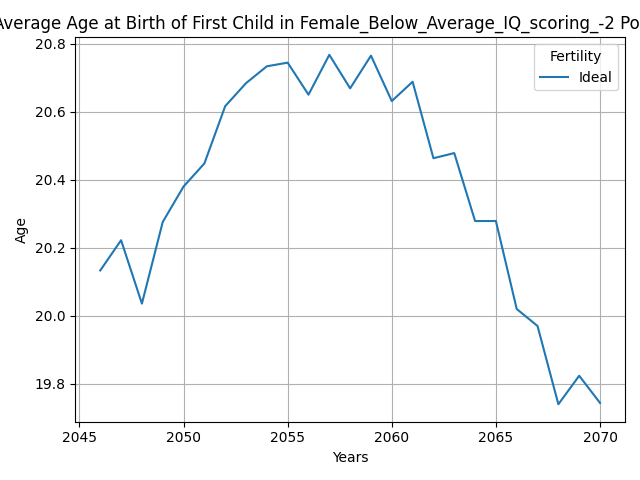 Average Age at Birth of First Child in Female_Below_Average_IQ_scoring_-2 Po
20.8
20.6
20.4
20.2
20.0
19.8
Age
Fertility
Ideal
2045 2050 2055 2060 2065 2070
Years